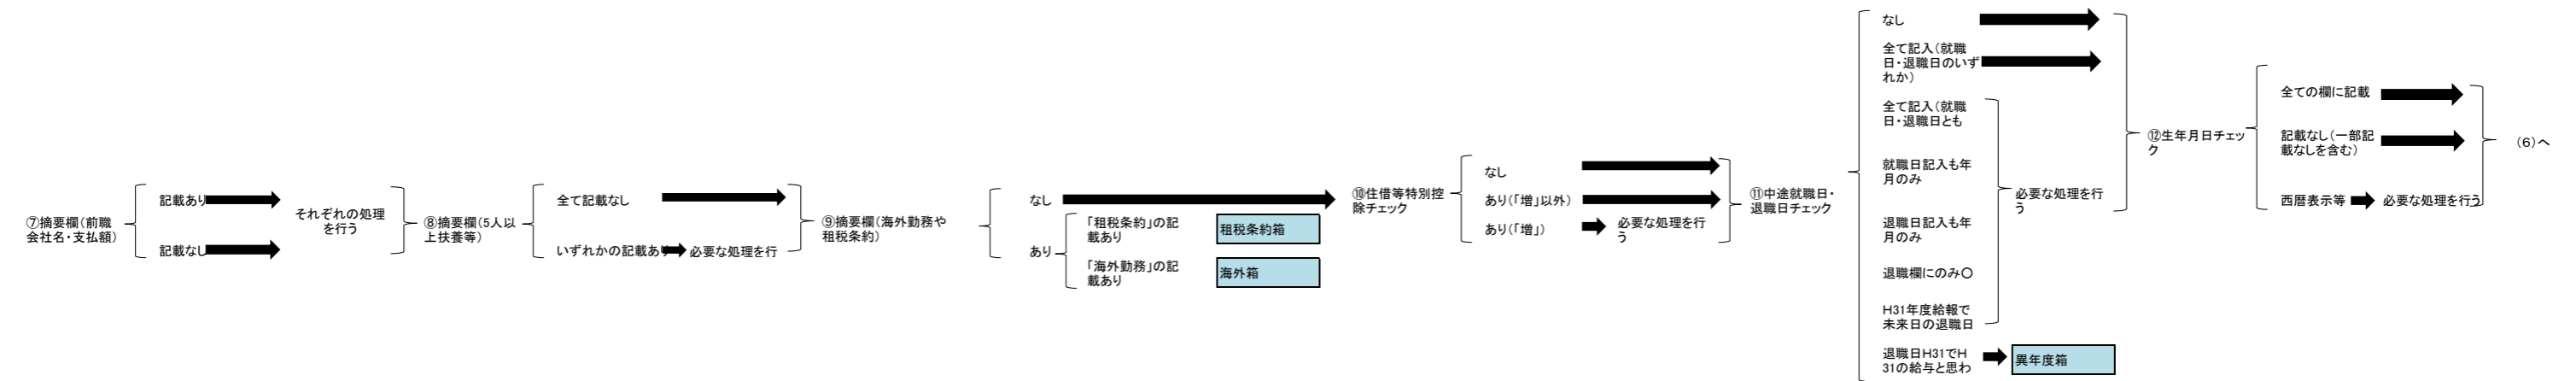 ⑦摘要欄(前職
会社名・支払額)
記載あり
記載なし
それぞれの処理
を行う
⑧摘要欄(5人以
上扶養等)
全て記載なし
いずれかの記載あり
必要な処理を行
⑨摘要欄(海外勤務や
租税条約)
なし
あり
「租税条約」の記
載あり
租税条約箱
「海外勤務」の記
載あり
海外箱
⑩住借等特別控
除チェック
なし
あり(「増」以外)
あり(「増」)
必要な処理を行
う
⑪中途就職日・
退職日チェック
なし
全て記入(就職
日・退職日のいず
れか)
全て記入(就職
日・退職日とも
就職日記入も年
月のみ
退職日記入も年
月のみ
退職欄にのみ〇
H31年度給報で
未来日の退職日
必要な処理を行
う
退職日H31でH
31の給与と思わ
異年度箱
⑫生年月日チェッ
ク
全ての欄に記載
記載なし(一部記
載なしを含む)
西暦表示等
必要な処理を行う
(6)へ